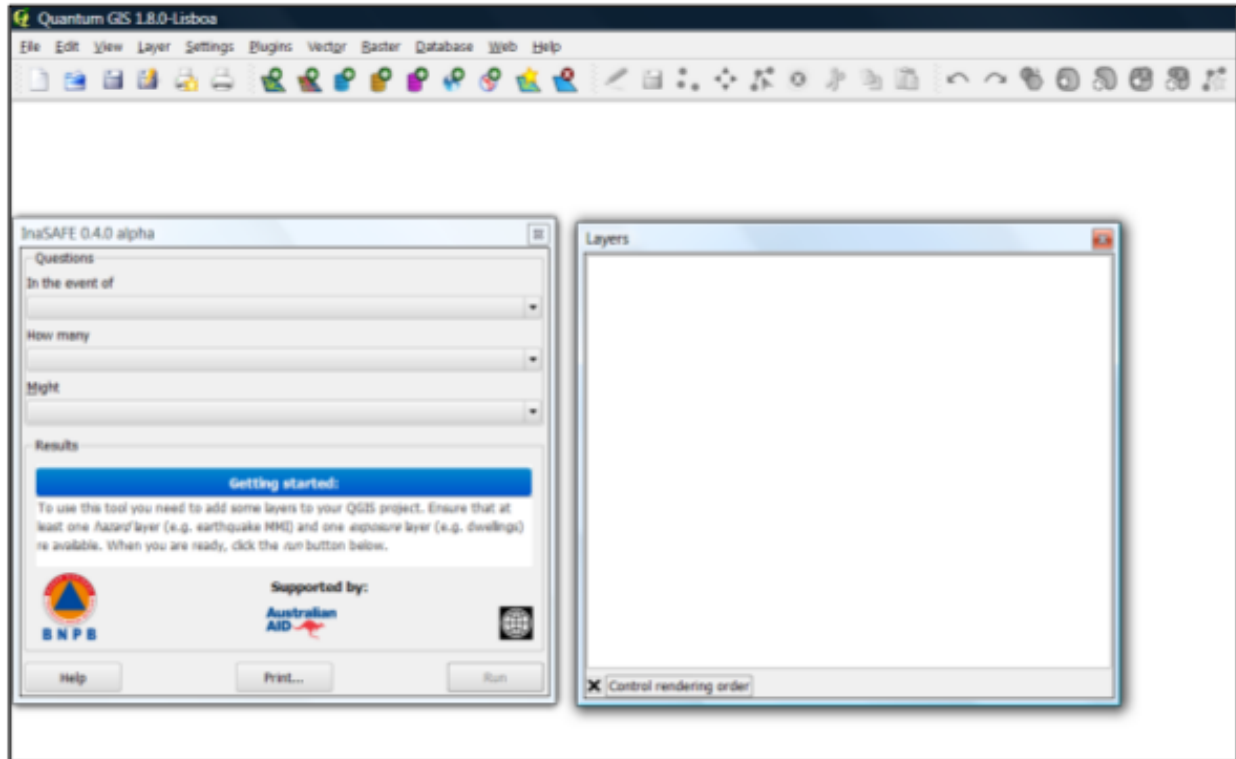 Quantum GIS 1.8.0-Lisboa
File Edit View Layer Settings Plugins Vector Raster Database Web Help
InaSAFE 0.4.0 alpha
Questions
In the event of
How many
Might
Results
Getting started:
To use this tool you need to add some layers to your QGIS project. Ensure that at
least one hazard layer (e.g. earthquake MMI) and one exposure layer (e.g. dwellings)
re available. When you are ready, click the run button below.
Supported by:
BNPB
Australian
AID
Help Print... Run
Layers
Control rendering order